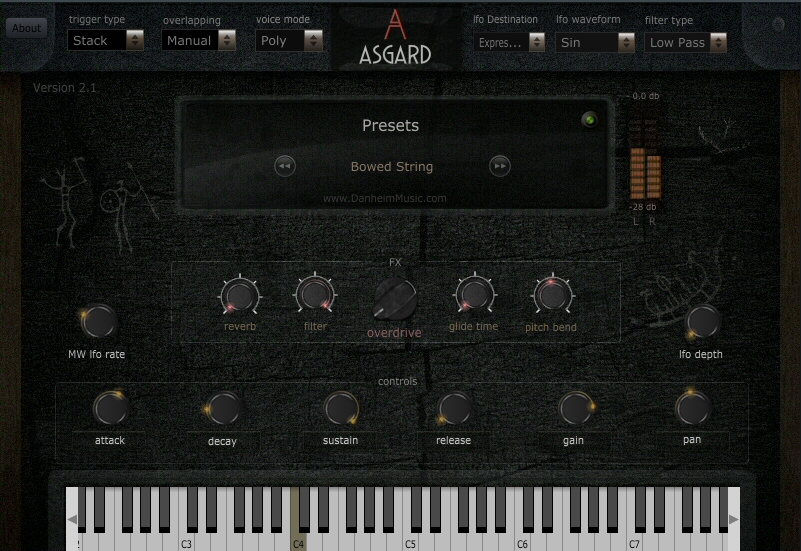 About
trigger type
Stack
overlapping
Manual
voice mode
Poly
ASGARD
lfo Destination
Expres...
lfo waveform
Sin
filter type
Low Pass
Version 2.1
Presets
Bowed String
www.DanheimMusic.com
- 0.0 db
-28 db
L R
FX
reverb
filter
overdrive
glide time
pitch bend
MW lfo rate
lfo depth
controls
attack
decay
sustain
release
gain
pan
C3
C4
C5
C6
C7